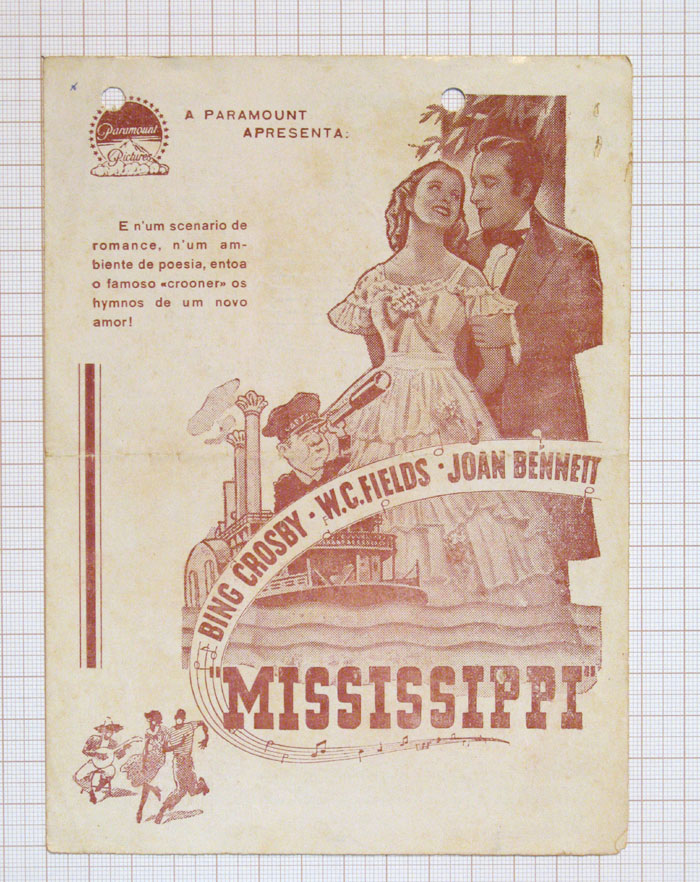 Paramount
Pictures
A PARAMOUNT
APRESENTA:
E n'um scenario de
romance, n'um am-
biente de poesia, entoa
o famoso «crooner» os
hymnos de um novo
amor!
BING CROSBY · W.C. FIELDS · JOAN BENNETT
"MISSISSIPPI"